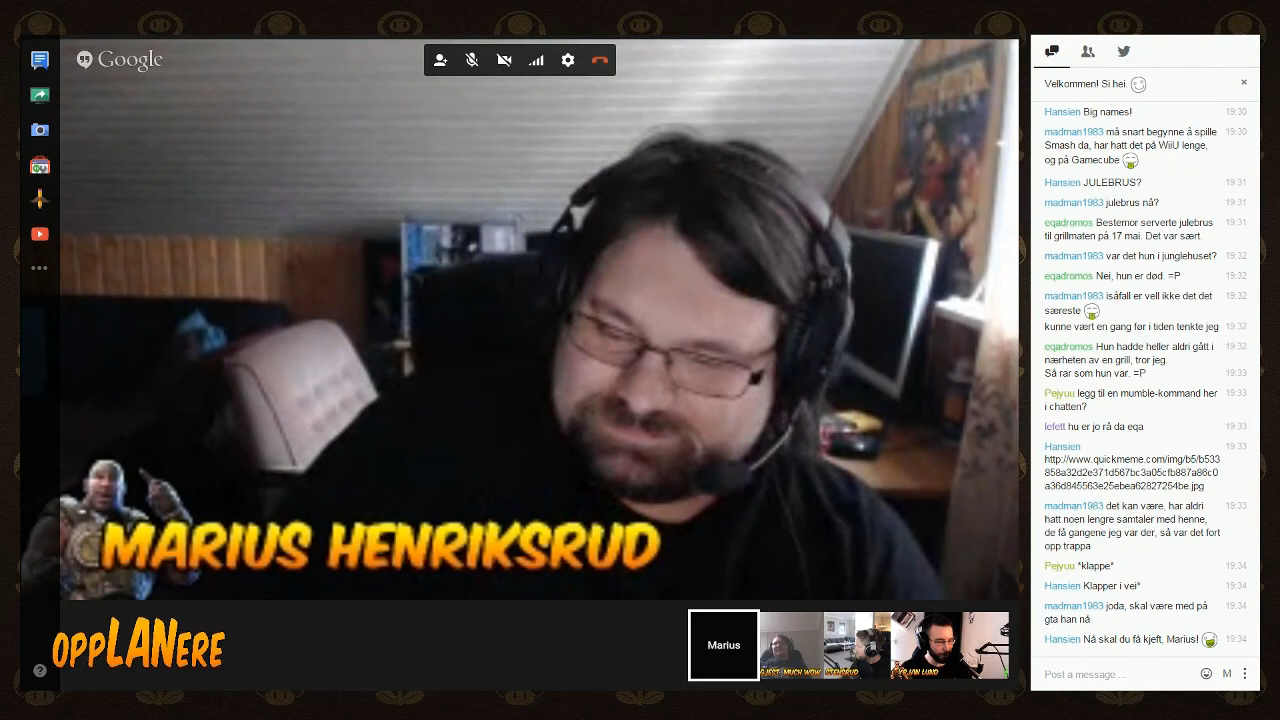 Google
MARIUS HENRIKSRUD
oppLANere
Marius
GJEST: MUCH WOW
STENSRUD
ØRJAN LUND
Velkommen! Si hei.
Hansien Big names! 19:30
madman1983 må snart begynne å spille 19:30
Smash da, har hatt det på WiiU lenge,
og på Gamecube
Hansien JULEBRUS? 19:31
madman1983 julebrus nå? 19:31
eqadromos Bestemor serverte julebrus 19:31
til grillmaten på 17 mai. Det var sært.
madman1983 var det hun i junglehuset? 19:32
eqadromos Nei, hun er død. =P 19:32
madman1983 isåfall er vell ikke det det 19:32
særeste
kunne vært en gang før i tiden tenkte jeg 19:32
eqadromos Hun hadde heller aldri gått i 19:32
nærheten av en grill, tror jeg.
Så rar som hun var. =P 19:33
Pejyuu legg til en mumble-kommand her 19:33
i chatten?
lefett hu er jo rå da eqa 19:33
Hansien 19:33
http://www.quickmeme.com/img/b5/b533
858a32d2e371d567bc3a05cfb887a86c0
a36d845563e25ebea62827254be.jpg
madman1983 det kan være, har aldri 19:33
hatt noen lengre samtaler med henne,
de få gangene jeg var der, så var det fort
opp trappa
Pejyuu *klappe* 19:34
Hansien Klapper i vei* 19:34
madman1983 joda, skal være med på 19:34
gta han nå
Hansien Nå skal du få kjeft, Marius! 19:34
Post a message ...
M